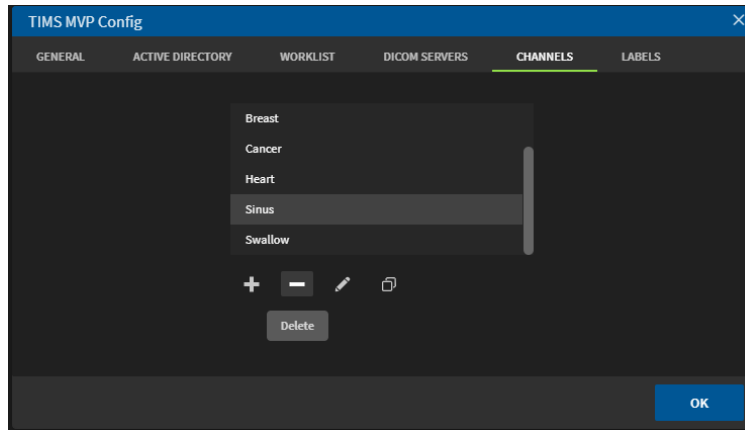 TIMS MVP Config
GENERAL ACTIVE DIRECTORY WORKLIST DICOM SERVERS CHANNELS LABELS
Breast
Cancer
Heart
Sinus
Swallow
Delete
OK